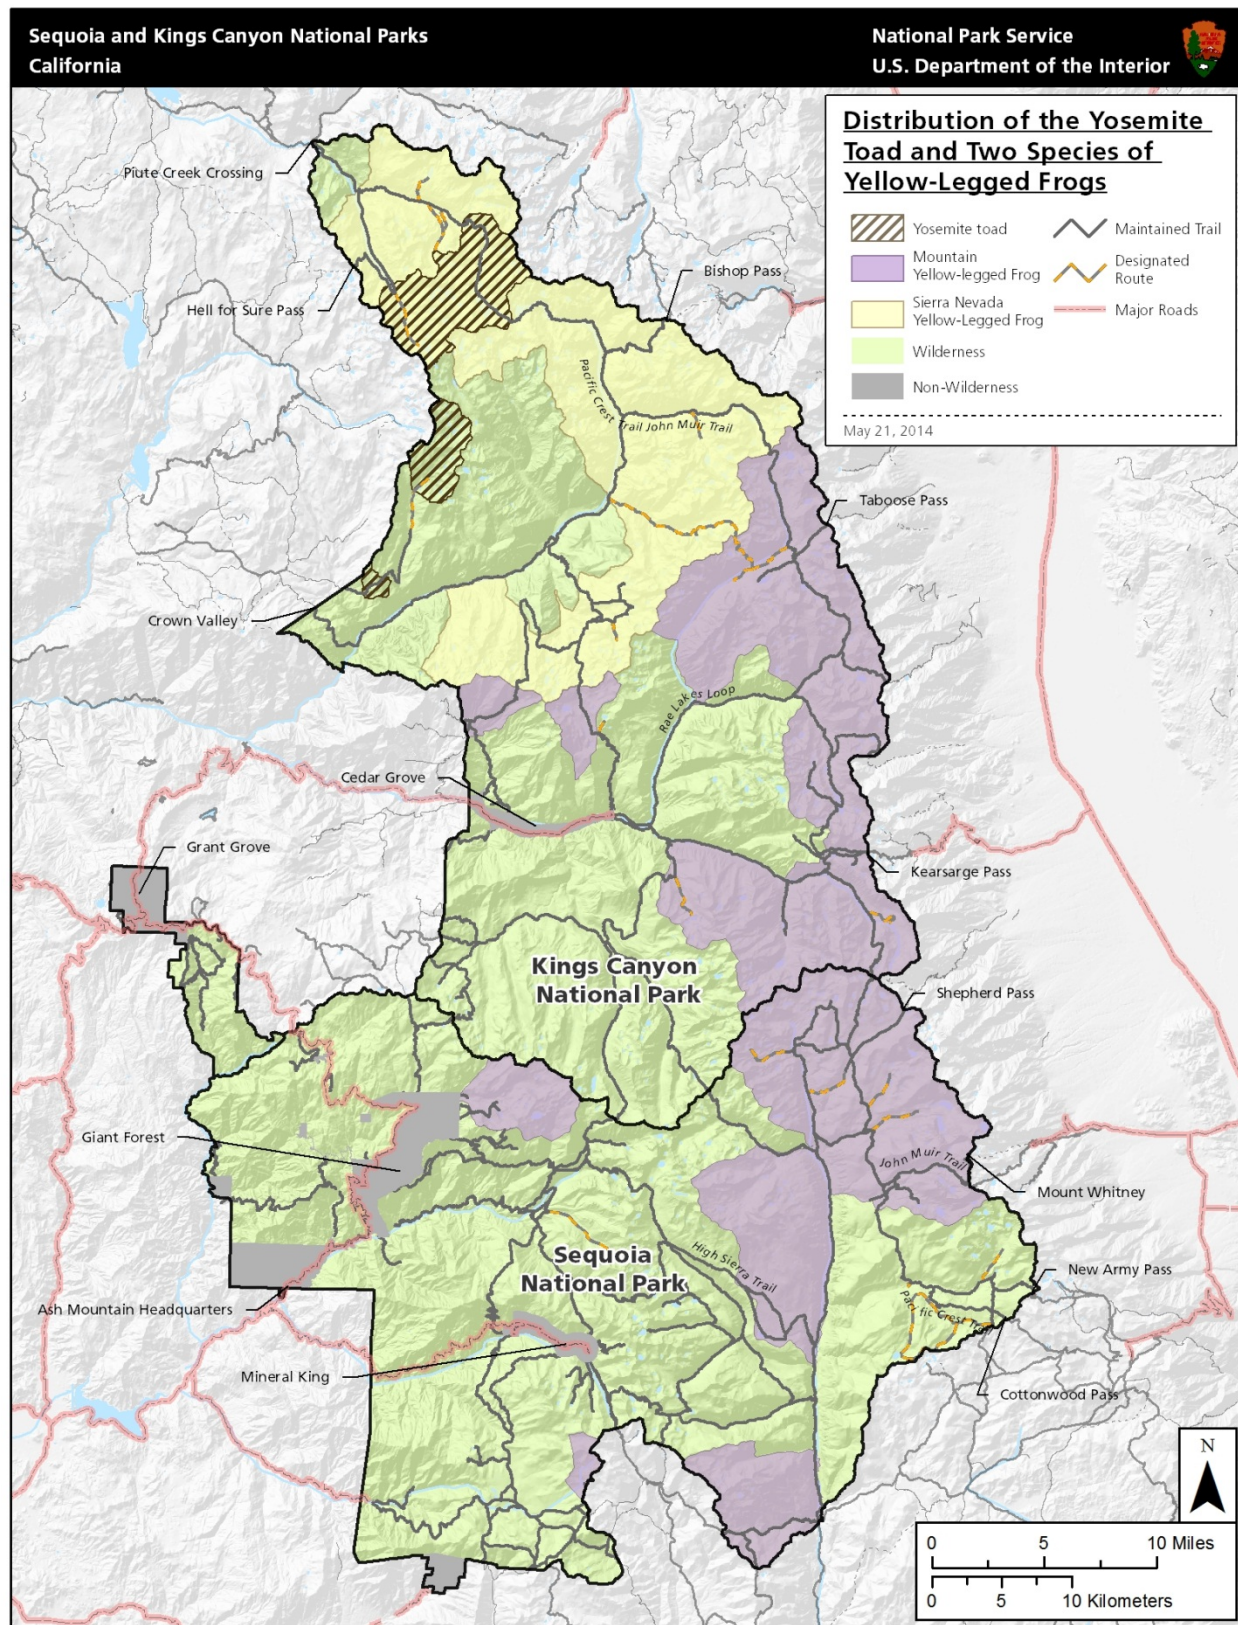 Sequoia and Kings Canyon National Parks
California
National Park Service
U.S. Department of the Interior
Distribution of the Yosemite
Toad and Two Species of
Yellow-Legged Frogs
Yosemite toad
Maintained Trail
Mountain
Yellow-legged Frog
Designated
Route
Sierra Nevada
Yellow-Legged Frog
Major Roads
Wilderness
Non-Wilderness
May 21, 2014
Piute Creek Crossing
Bishop Pass
Hell for Sure Pass
Pacific Crest Trail John Muir Trail
Taboose Pass
Crown Valley
Rae Lakes Loop
Cedar Grove
Grant Grove
Kearsarge Pass
Kings Canyon
National Park
Shepherd Pass
Giant Forest
John Muir Trail
Mount Whitney
High Sierra Trail
Sequoia
National Park
New Army Pass
Ash Mountain Headquarters
Pacific Crest Trail
Mineral King
Cottonwood Pass
N
0 5 10 Miles
0 5 10 Kilometers